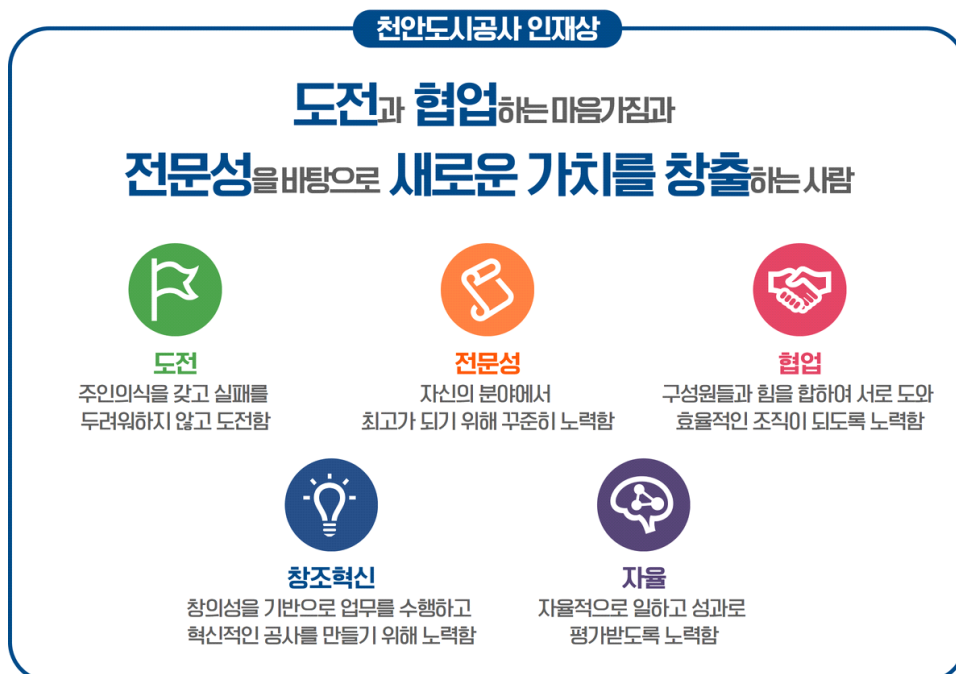 천안도시공사 인재상
도전과 협업하는 마음가짐과
전문성을 바탕으로 새로운 가치를 창출하는 사람
도전
주인의식을 갖고 실패를
두려워하지 않고 도전함
전문성
자신의 분야에서
최고가 되기 위해 꾸준히 노력함
협업
구성원들과 힘을 합하여 서로 도와
효율적인 조직이 되도록 노력함
창조혁신
창의성을 기반으로 업무를 수행하고
혁신적인 공사를 만들기 위해 노력함
자율
자율적으로 일하고 성과로
평가받도록 노력함